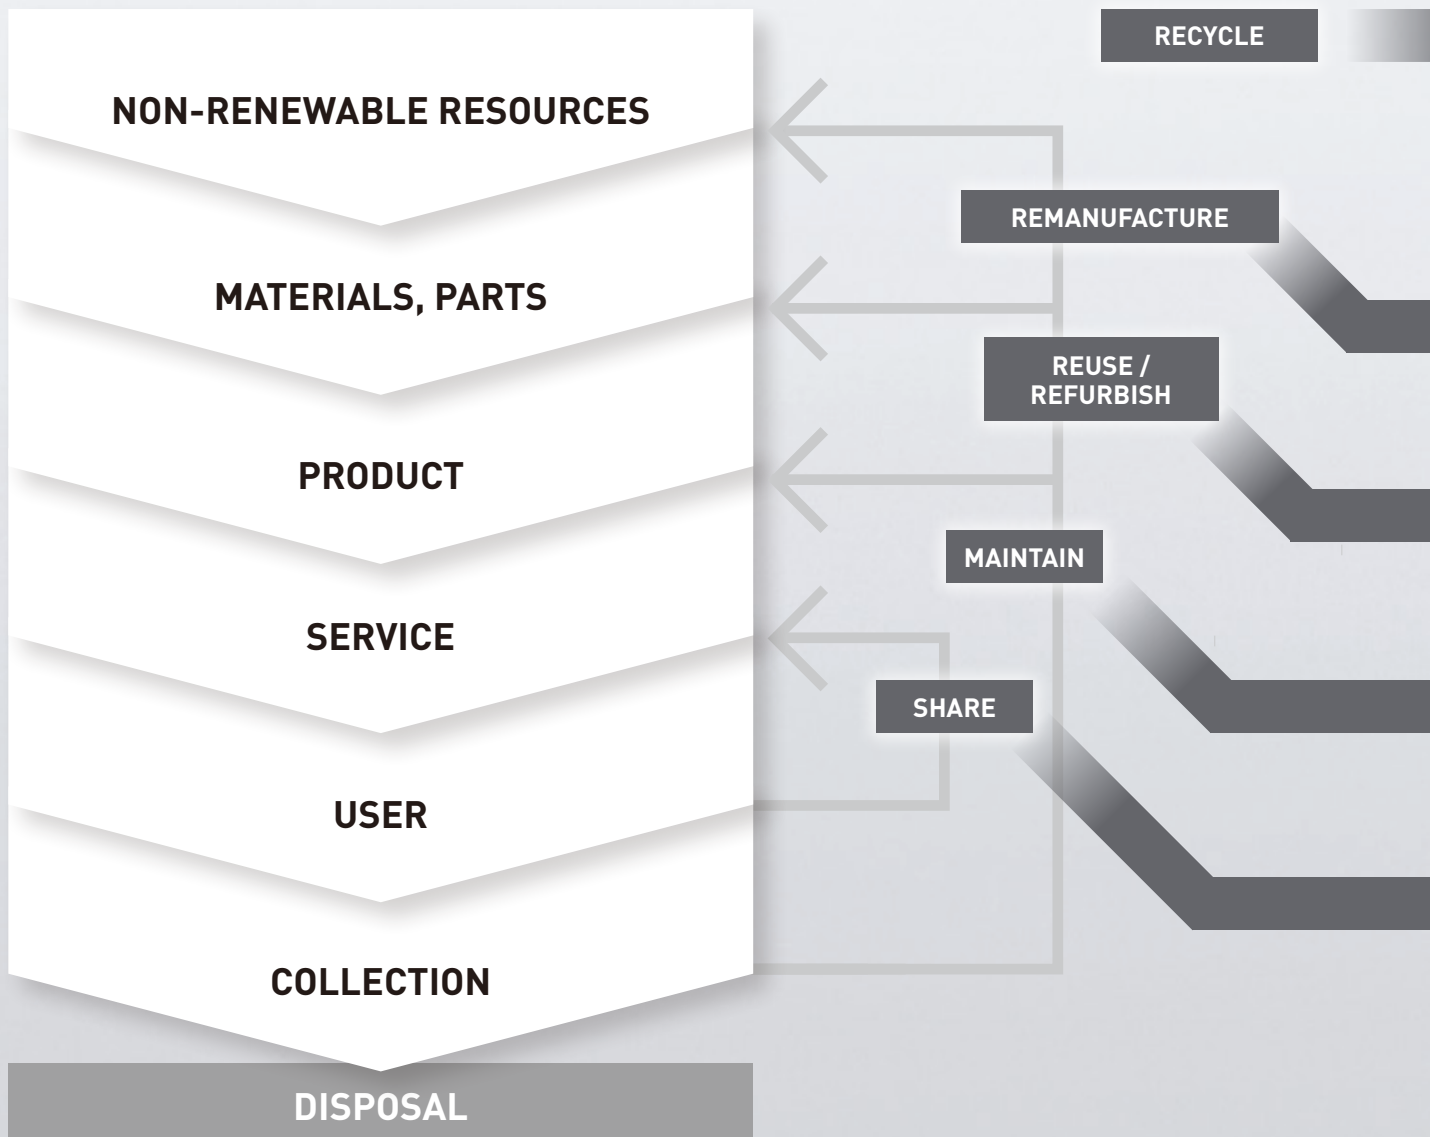 RECYCLE
NON-RENEWABLE RESOURCES
REMANUFACTURE
MATERIALS, PARTS
REUSE /
REFURBISH
PRODUCT
MAINTAIN
SERVICE
SHARE
USER
COLLECTION
DISPOSAL